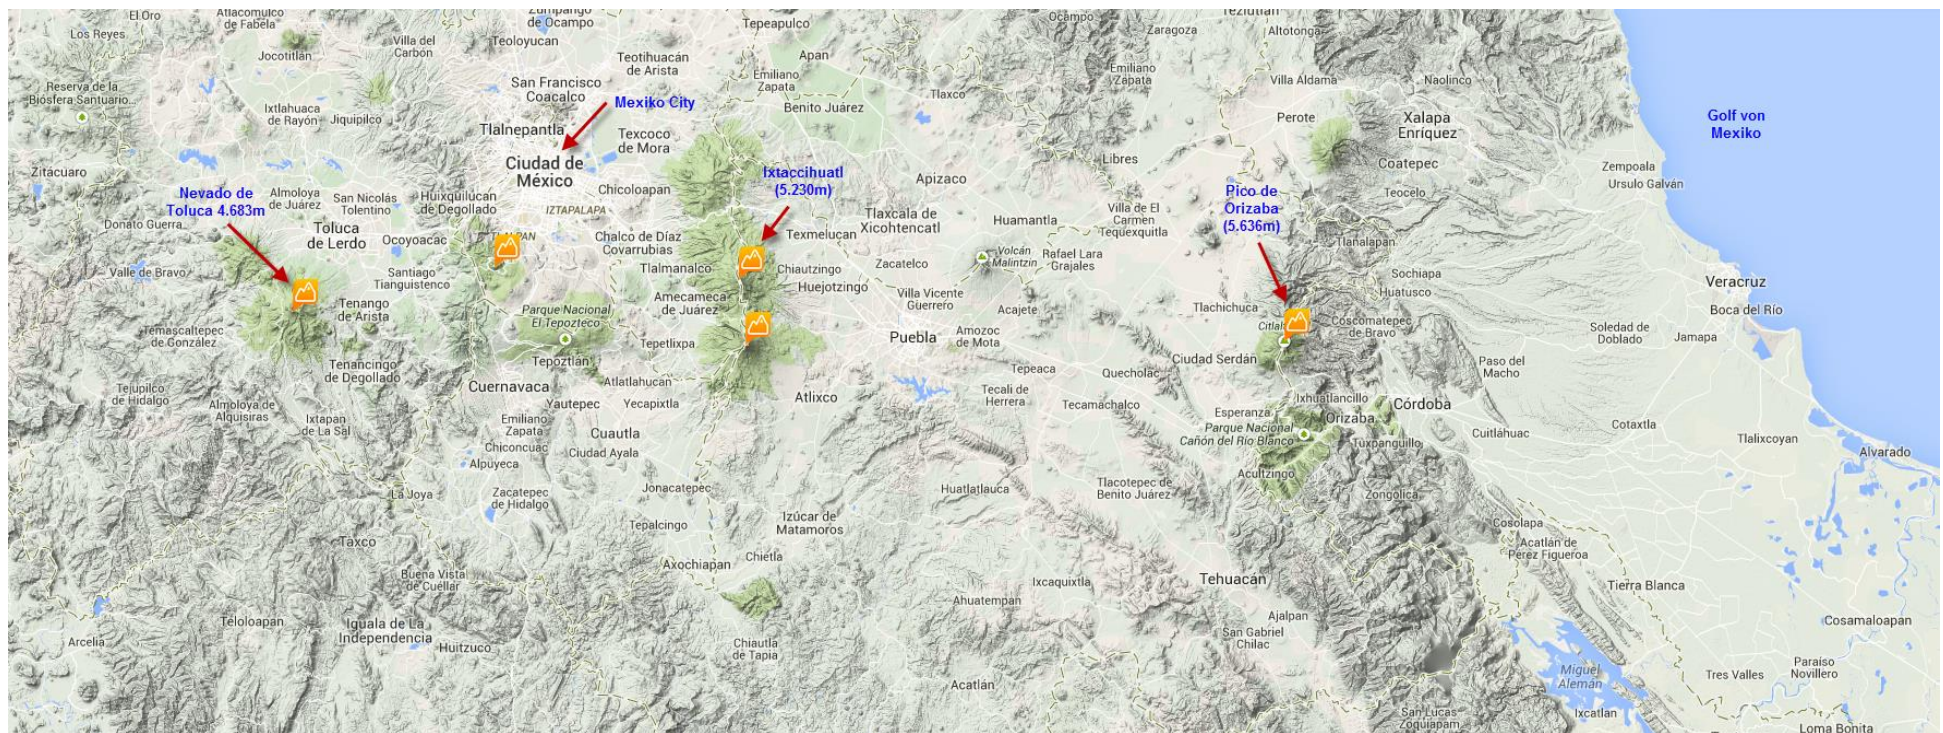 El Oro
Atlacomulco
de Fabela
Zumpango
de Ocampo
Tepeapulco
Ocampo
Teziutlán
Los Reyes
Jocotitlán
Villa del
Carbón
Teoloyucan
Teotihuacán
de Arista
Apan
Zaragoza
Altotonga
Emiliano
Zapata
Emiliano
Zapata
Villa Aldama
Naolinco
Reserva de la
Biósfera Santuario...
San Francisco
Coacalco
Mexiko City
Benito Juárez
Tlaxco
Ixtlahuaca
de Rayón
Jiquipilco
Perote
Xalapa
Enríquez
Golf von
Mexiko
Tlalnepantla
Texcoco
de Mora
Ciudad de
México
Libres
Coatepec
Zempoala
Zitácuaro
Ixtaccihuatl
(5.230m)
Apizaco
Ursulo Galván
Nevado de
Toluca 4.683m
Almoloya
de Juárez
San Nicolás
Tolentino
Huixquilucan
de Degollado
Chicoloapan
Pico de
Orizaba
(5.636m)
Teocelo
IZTAPALAPA
Tlaxcala de
Xicohtencatl
Huamantla
Villa de El
Carmen
Tequexquitla
Donato Guerra
Toluca
de Lerdo
Ocoyoacac
Chalco de Díaz
Covarrubias
Texmelucan
Tlanalapan
Volcán
Malintzin
Rafael Lara
Grajales
Valle de Bravo
Santiago
Tianguistenco
Tlalmanalco
Chiautzingo
Zacatelco
Sochiapa
Huejotzingo
Huatusco
Veracruz
Tenango
de Arista
Parque Nacional
El Tepozteco
Amecameca
de Juárez
Villa Vicente
Guerrero
Acajete
Tlachichuca
Boca del Río
Temascaltepec
de González
Coscomatepec
de Bravo
Soledad de
Doblado
Jamapa
Tepetlixpa
Puebla
Amozoc
de Mota
Tepoztlán
Ciudad Serdán
Paso del
Macho
Tenancingo
de Degollado
Tepeaca
Quecholac
Tejupilco
de Hidalgo
Cuernavaca
Atlatlahucan
Atlixco
Tecali de
Herrera
Ixhuatlancillo
Almoloya de
Alquisiras
Yautepec
Yecapixtla
Tecamachalco
Córdoba
Ixtapan
de La Sal
Emiliano
Zapata
Esperanza
Orizaba
Cotaxtla
Cuautla
Parque Nacional
Cañón del Río Blanco
Cuitláhuac
Tlalixcoyan
Chiconcuac
Ciudad Ayala
Tuxpanguillo
Alvarado
Alpuyeca
Acultzingo
La Joya
Zacatepec
de Hidalgo
Jonacatepec
Huatlatlauca
Tlacotepec de
Benito Juárez
Zongolica
Tepalcingo
Izúcar de
Matamoros
Cosolapa
Taxco
Acatlán de
Pérez Figueroa
Chietla
Axochiapan
Buena Vista
de Cuéllar
Ixcaquixtla
Tehuacán
Tierra Blanca
Ahuatempan
Teloloapan
Iguala de La
Independencia
Ajalpan
Cosamaloapan
Arcelia
Huitzuco
Chiautla
de Tapia
San Gabriel
Chilac
Miguel
Alemán
Paraíso
Novillero
Tres Valles
Acatlán
San Lucas
Zoquiapam
Ixcatlan
Loma Bonita